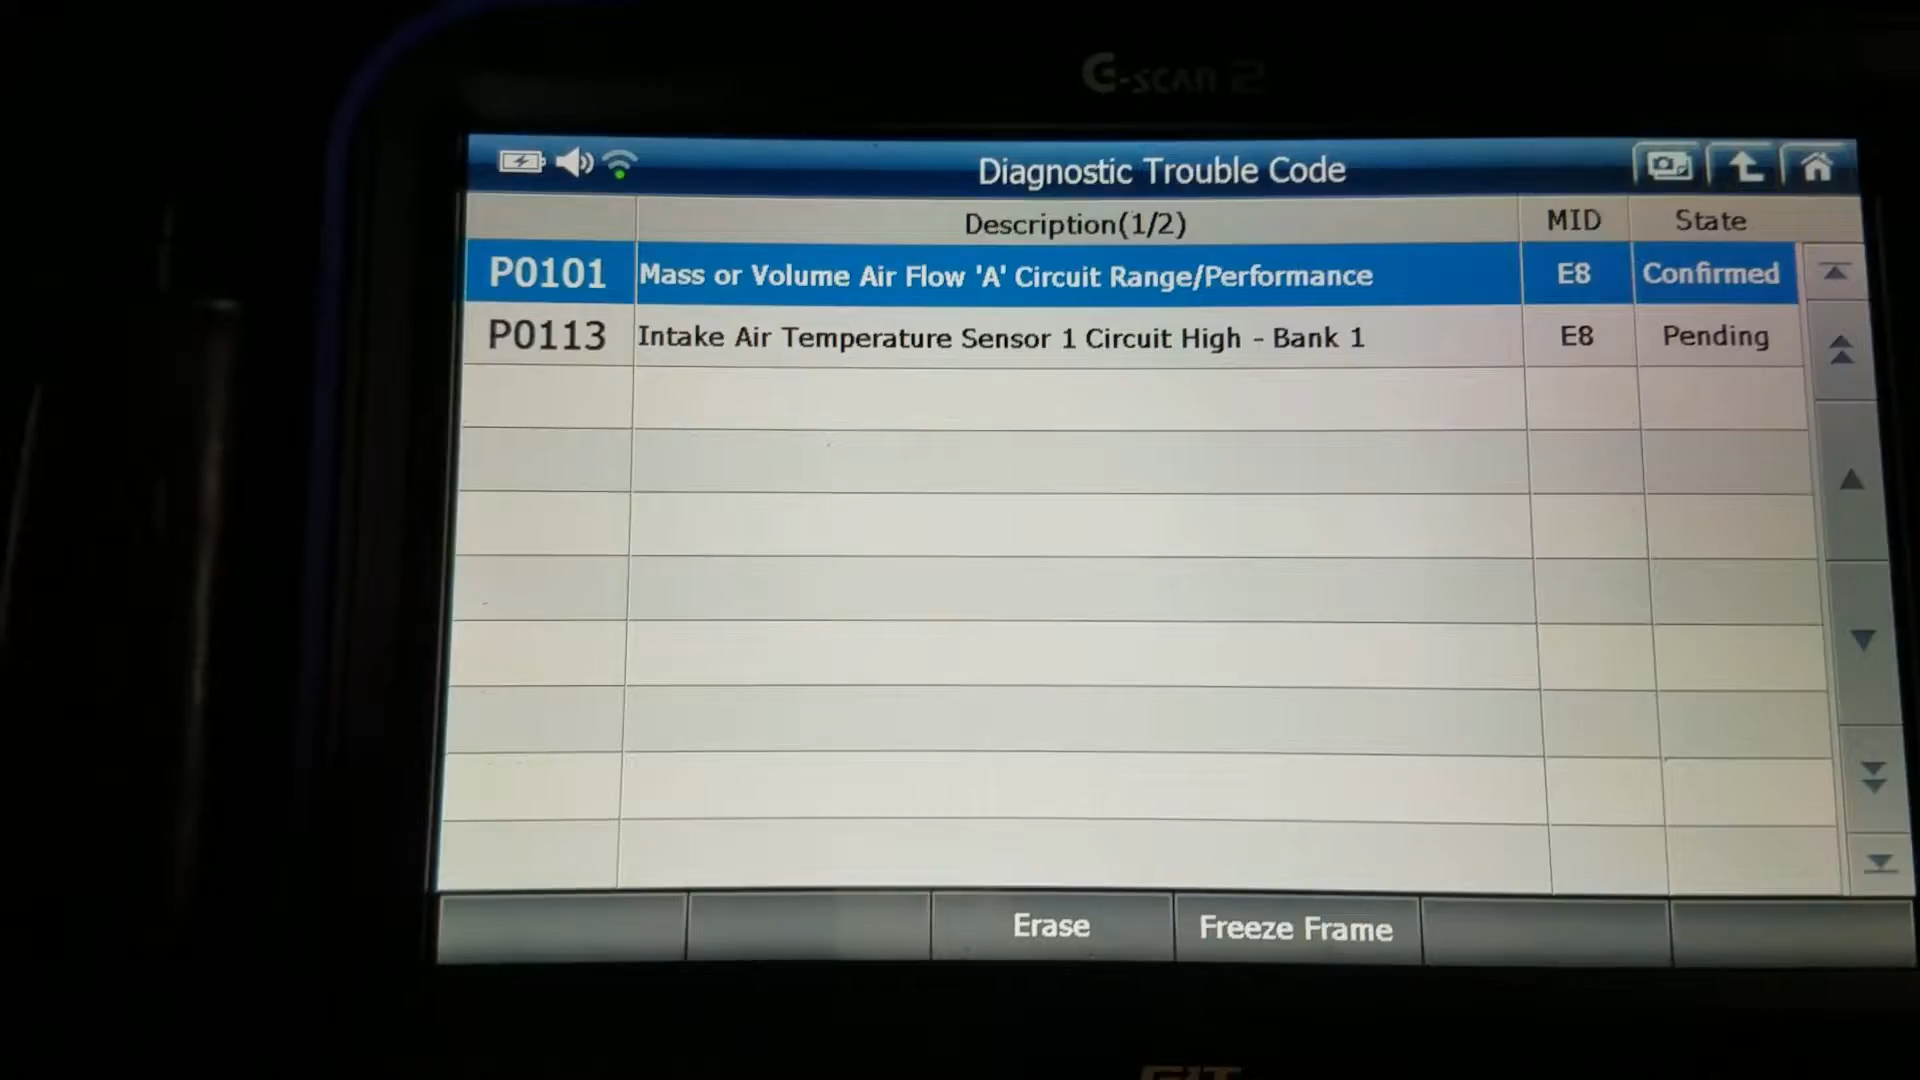 G-SCAN 2
Diagnostic Trouble Code
Description(1/2) MID State
P0101 Mass or Volume Air Flow 'A' Circuit Range/Performance E8 Confirmed
P0113 Intake Air Temperature Sensor 1 Circuit High - Bank 1 E8 Pending
Erase Freeze Frame